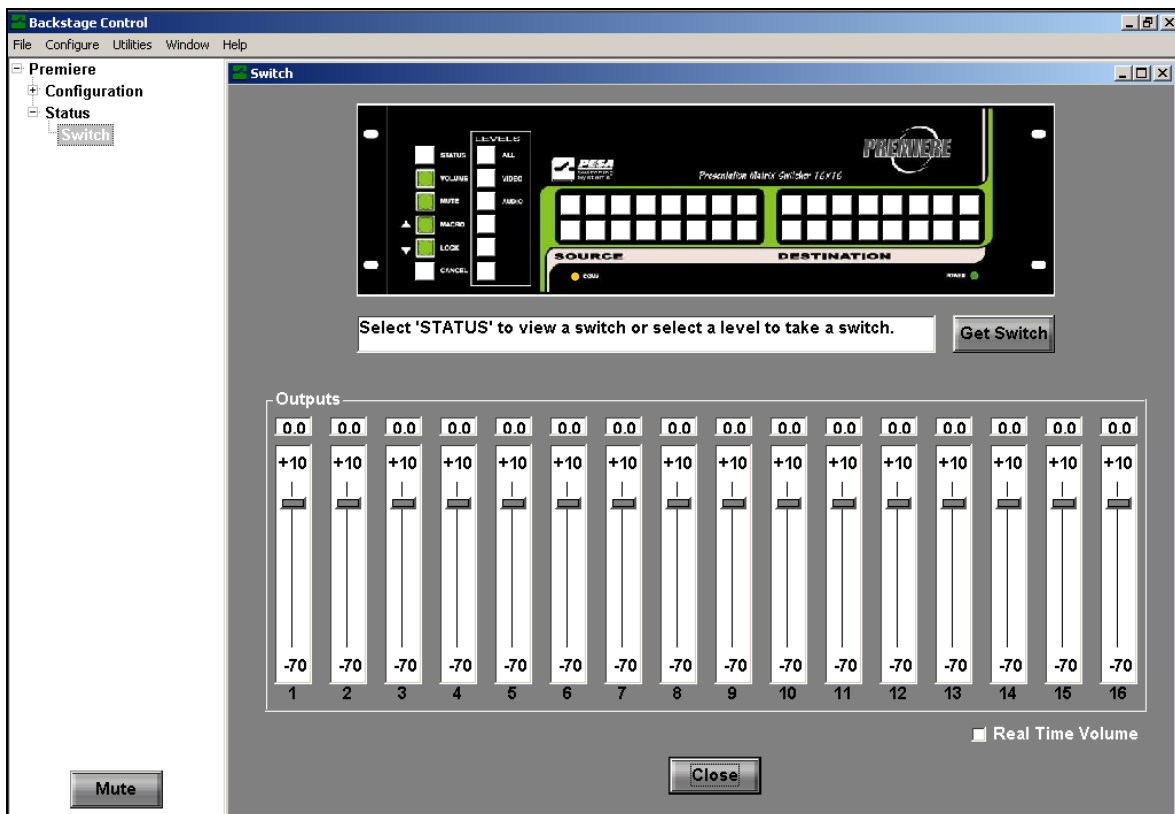 Backstage Control
File Configure Utilities Window Help
Premiere
Configuration
Status
Switch
Switch
LEVELS
STATUS ALL
VOLUME VIDEO
MUTE AUDIO
MACRO
LOCK
CANCEL
PESA
Switching Systems
Presentation Matrix Switcher 16X16
PREMIERE
SOURCE DESTINATION
COMM POWER
Select 'STATUS' to view a switch or select a level to take a switch.
Get Switch
Outputs
0.0 0.0 0.0 0.0 0.0 0.0 0.0 0.0 0.0 0.0 0.0 0.0 0.0 0.0 0.0 0.0
+10 +10 +10 +10 +10 +10 +10 +10 +10 +10 +10 +10 +10 +10 +10 +10
-70 -70 -70 -70 -70 -70 -70 -70 -70 -70 -70 -70 -70 -70 -70 -70
1 2 3 4 5 6 7 8 9 10 11 12 13 14 15 16
Real Time Volume
Close
Mute